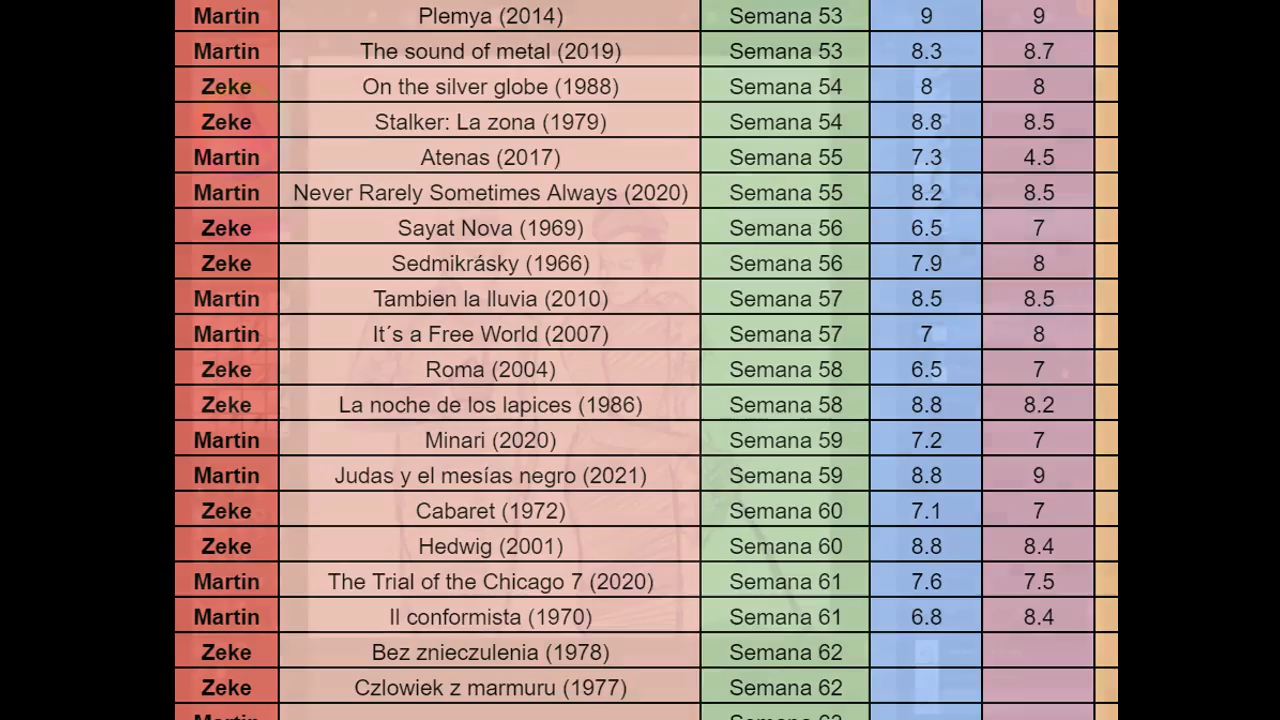 Martin Plemya (2014) Semana 53 9 9
Martin The sound of metal (2019) Semana 53 8.3 8.7
Zeke On the silver globe (1988) Semana 54 8 8
Zeke Stalker: La zona (1979) Semana 54 8.8 8.5
Martin Atenas (2017) Semana 55 7.3 4.5
Martin Never Rarely Sometimes Always (2020) Semana 55 8.2 8.5
Zeke Sayat Nova (1969) Semana 56 6.5 7
Zeke Sedmikrásky (1966) Semana 56 7.9 8
Martin Tambien la lluvia (2010) Semana 57 8.5 8.5
Martin It´s a Free World (2007) Semana 57 7 8
Zeke Roma (2004) Semana 58 6.5 7
Zeke La noche de los lapices (1986) Semana 58 8.8 8.2
Martin Minari (2020) Semana 59 7.2 7
Martin Judas y el mesías negro (2021) Semana 59 8.8 9
Zeke Cabaret (1972) Semana 60 7.1 7
Zeke Hedwig (2001) Semana 60 8.8 8.4
Martin The Trial of the Chicago 7 (2020) Semana 61 7.6 7.5
Martin Il conformista (1970) Semana 61 6.8 8.4
Zeke Bez znieczulenia (1978) Semana 62
Zeke Czlowiek z marmuru (1977) Semana 62